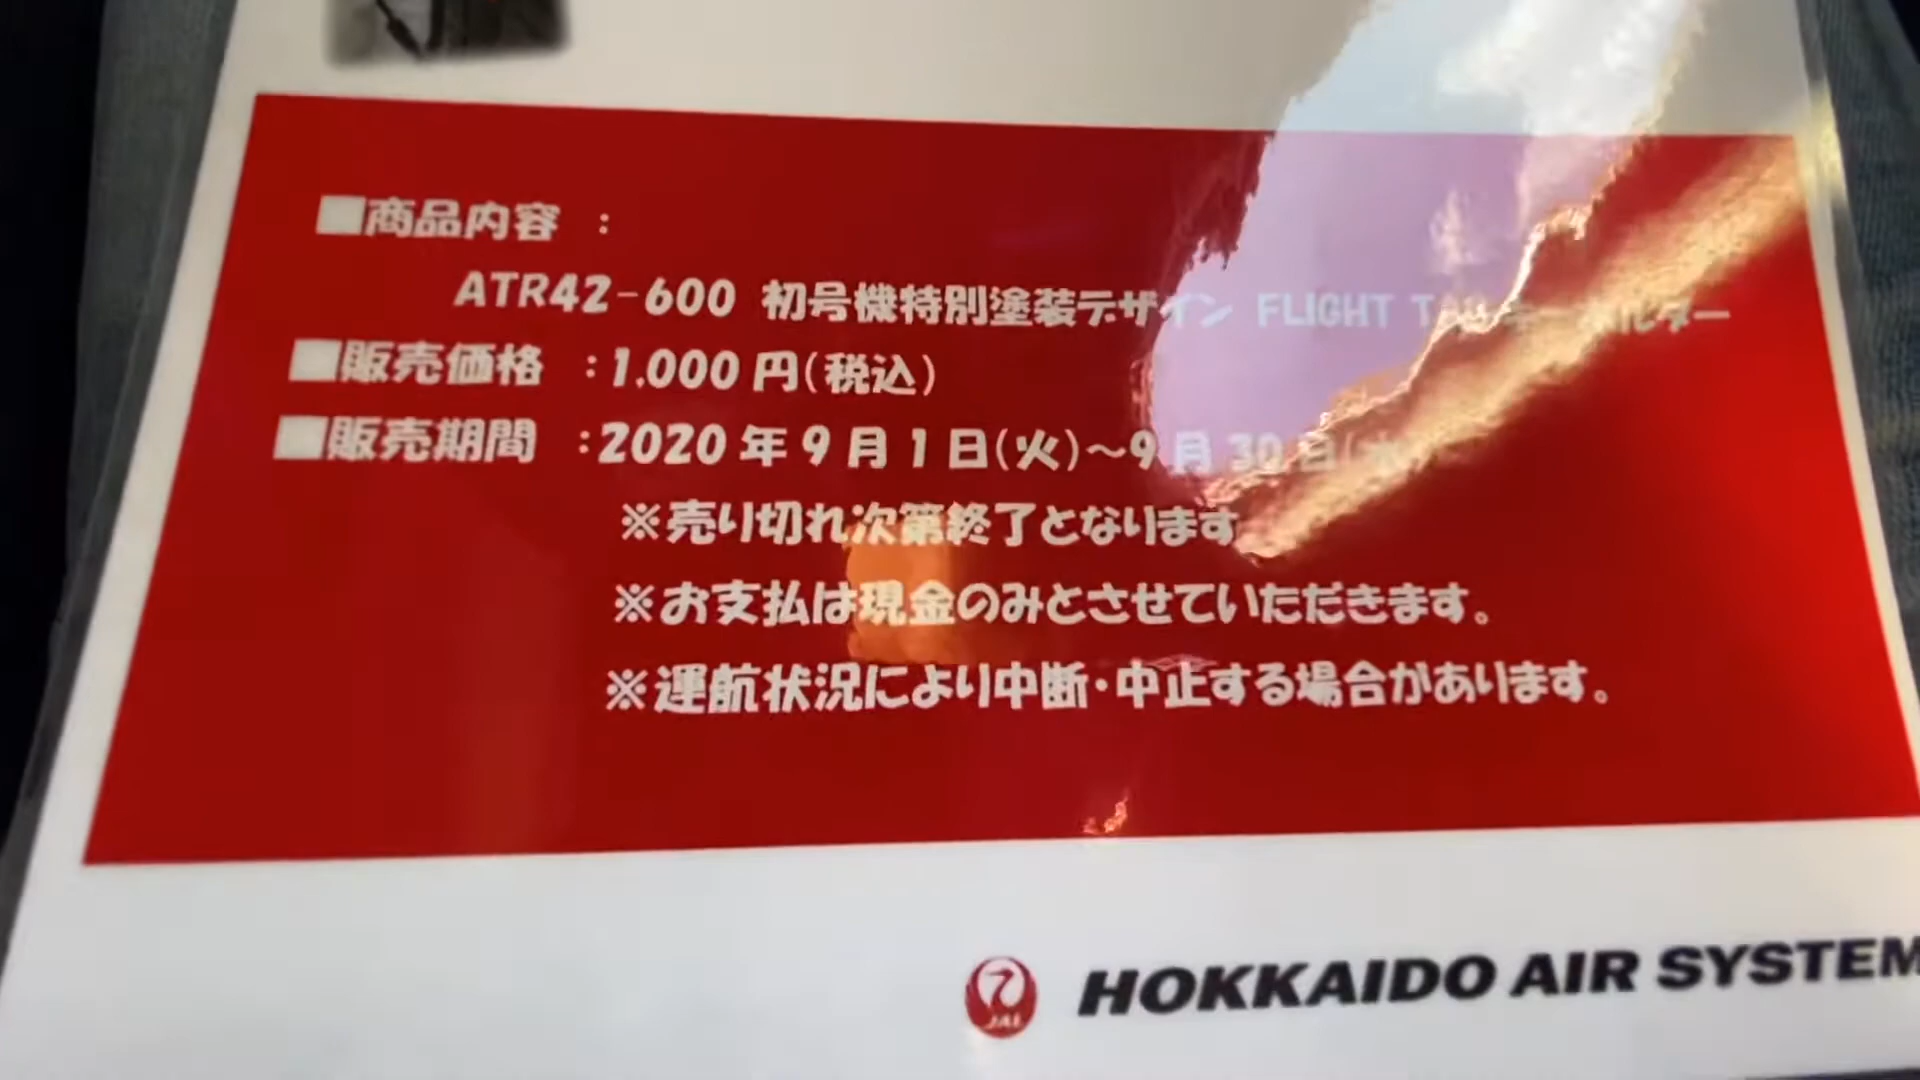 ■商品内容 :
ATR42-600 初号機特別塗装デザイン FLIGHT TAG キーホルダー
■販売価格 :1,000円(税込)
■販売期間 :2020年9月1日(火)~9月30日(水)
※売り切れ次第終了となります
※お支払は現金のみとさせていただきます。
※運航状況により中断・中止する場合があります。
JAL HOKKAIDO AIR SYSTEM